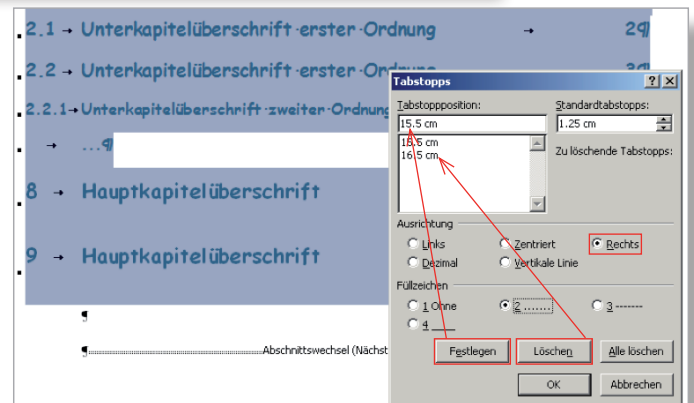 2.1 → Unterkapitelüberschrift·erster·Ordnung → 2¶
2.2 → Unterkapitelüberschrift·erster·Ordnung
2.2.1→Unterkapitelüberschrift·zweiter·Ordnung
→ ...¶
8 → Hauptkapitelüberschrift
9 → Hauptkapitelüberschrift
¶
¶ Abschnittswechsel (Nächst
Tabstopps
Tabstoppposition:
15.5 cm
15.5 cm
16.5 cm
Standardtabstopps:
1.25 cm
Zu löschende Tabstopps:
Ausrichtung
Links Zentriert Rechts
Dezimal Vertikale Linie
Füllzeichen
1 Ohne 2 ....... 3 -------
4 ___
Festlegen Löschen Alle löschen
OK Abbrechen